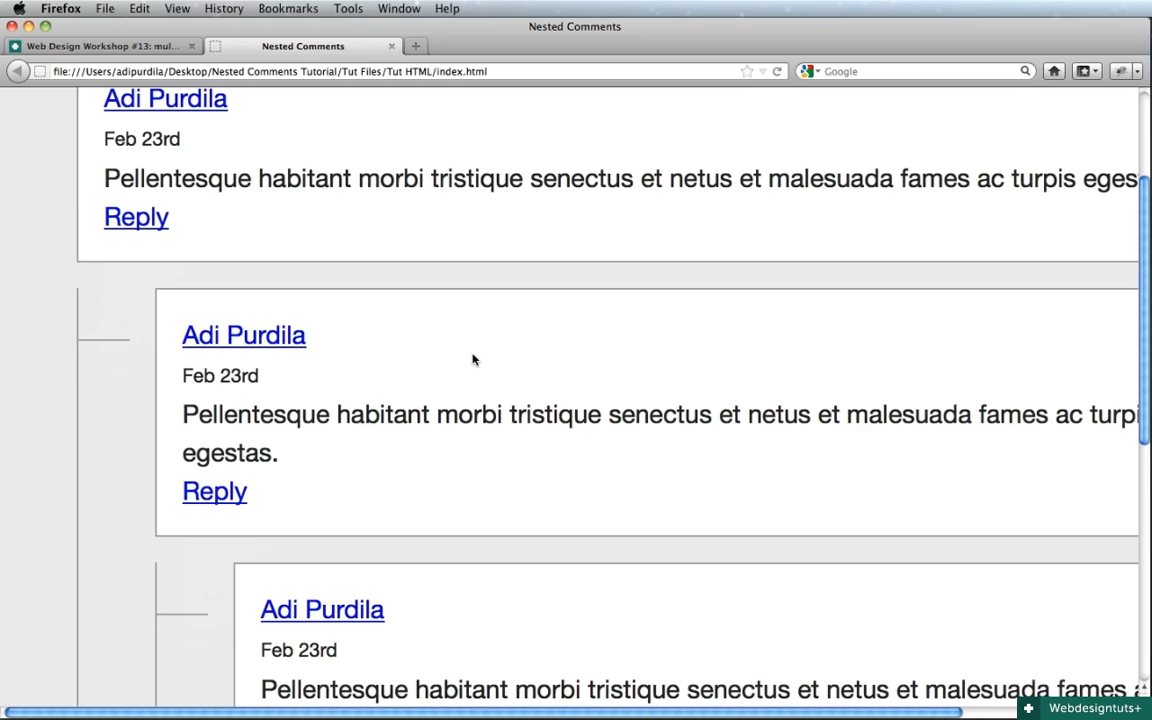 Firefox File Edit View History Bookmarks Tools Window Help
Nested Comments
Web Design Workshop #13: mul... Nested Comments
file:///Users/adipurdila/Desktop/Nested Comments Tutorial/Tut Files/Tut HTML/index.html Google
Adi Purdila
Feb 23rd
Pellentesque habitant morbi tristique senectus et netus et malesuada fames ac turpis eges
Reply
Adi Purdila
Feb 23rd
Pellentesque habitant morbi tristique senectus et netus et malesuada fames ac turpi
egestas.
Reply
Adi Purdila
Feb 23rd
Pellentesque habitant morbi tristique senectus et netus et malesuada fames a
Webdesigntuts+